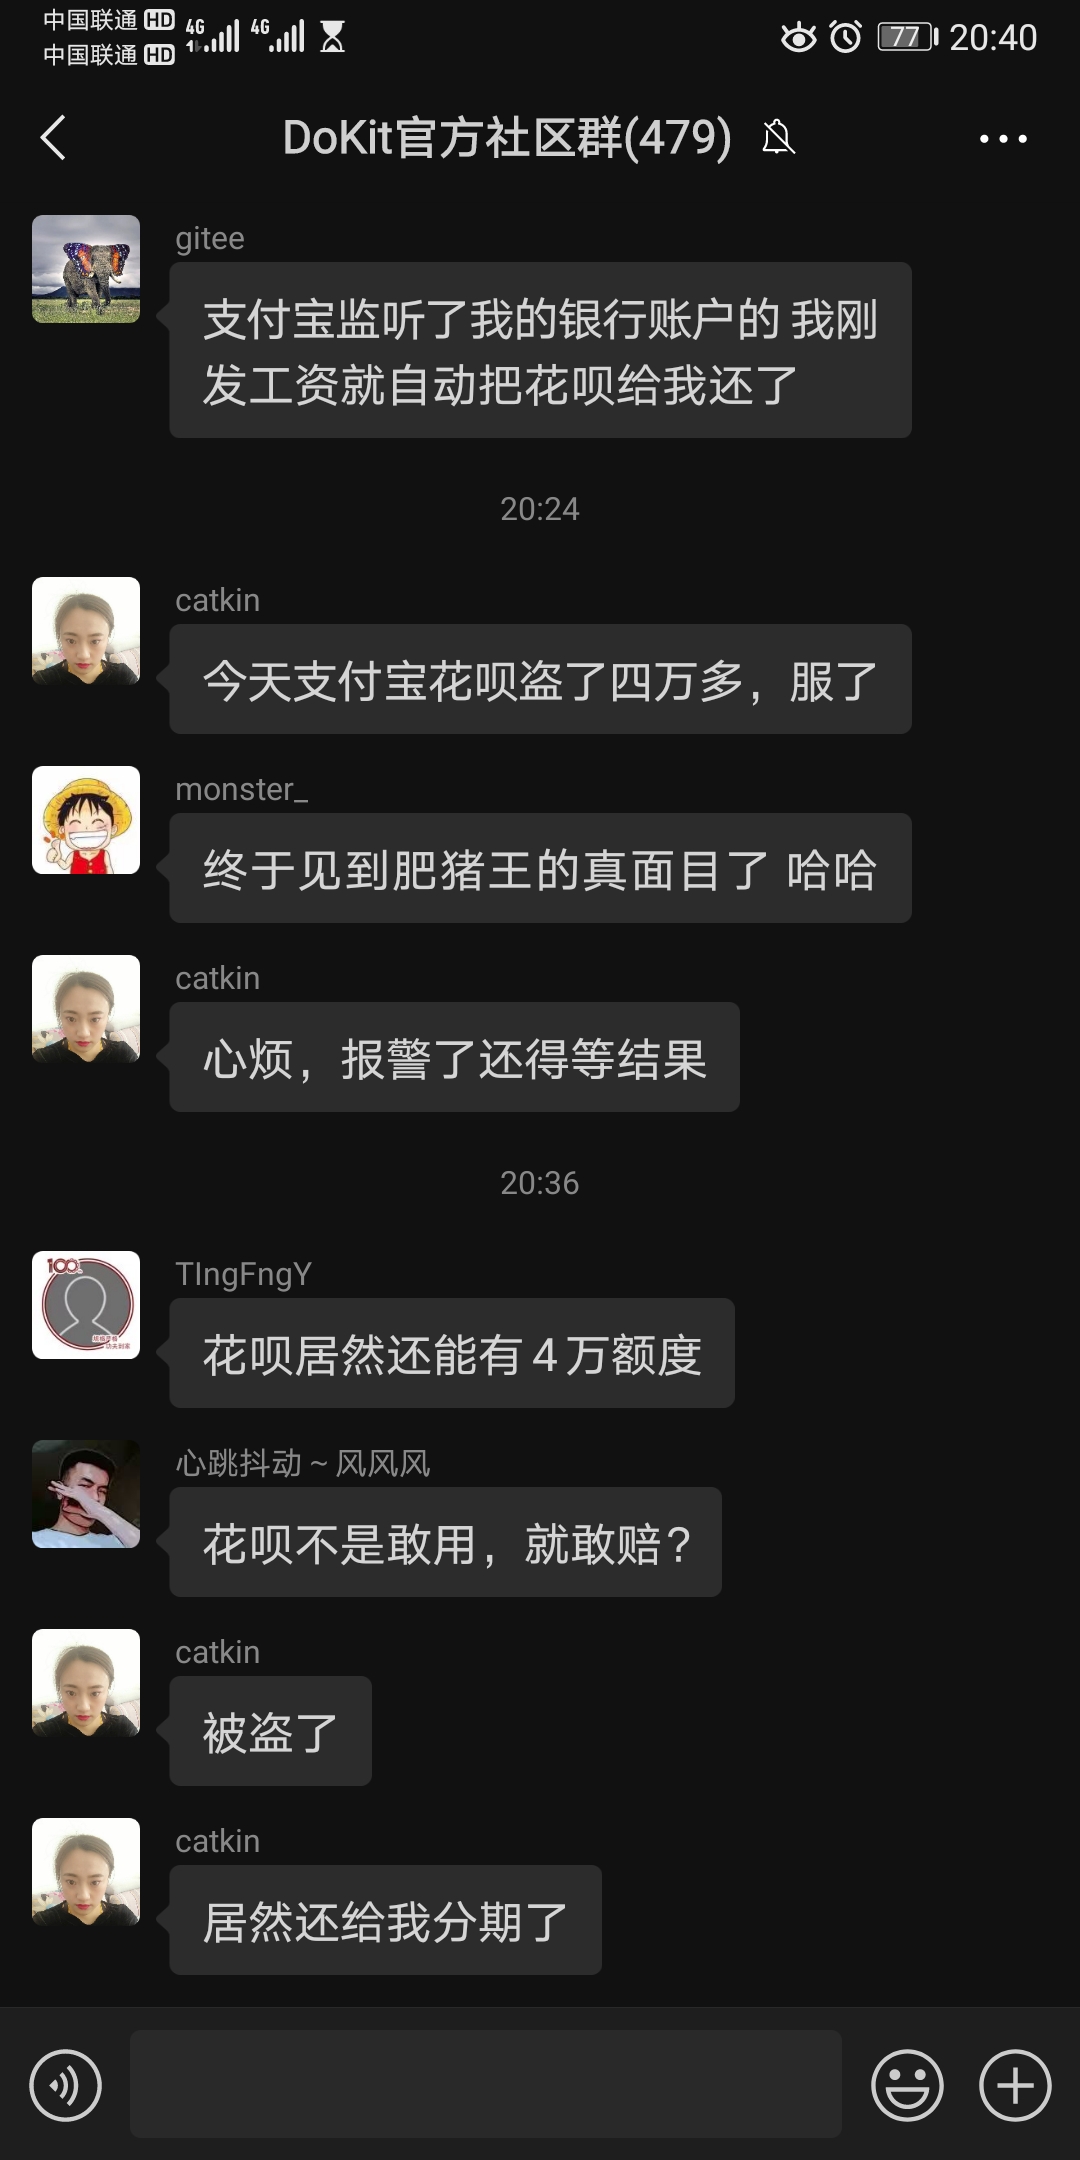 中国联通 HD 4G 4G 77 20:40
中国联通 HD
DoKit官方社区群(479)
gitee
支付宝监听了我的银行账户的 我刚
发工资就自动把花呗给我还了
20:24
catkin
今天支付宝花呗盗了四万多，服了
monster_
终于见到肥猪王的真面目了 哈哈
catkin
心烦，报警了还得等结果
20:36
100
TIngFngY
花呗居然还能有4万额度
心跳抖动~风风风
花呗不是敢用，就敢赔？
catkin
被盗了
catkin
居然还给我分期了